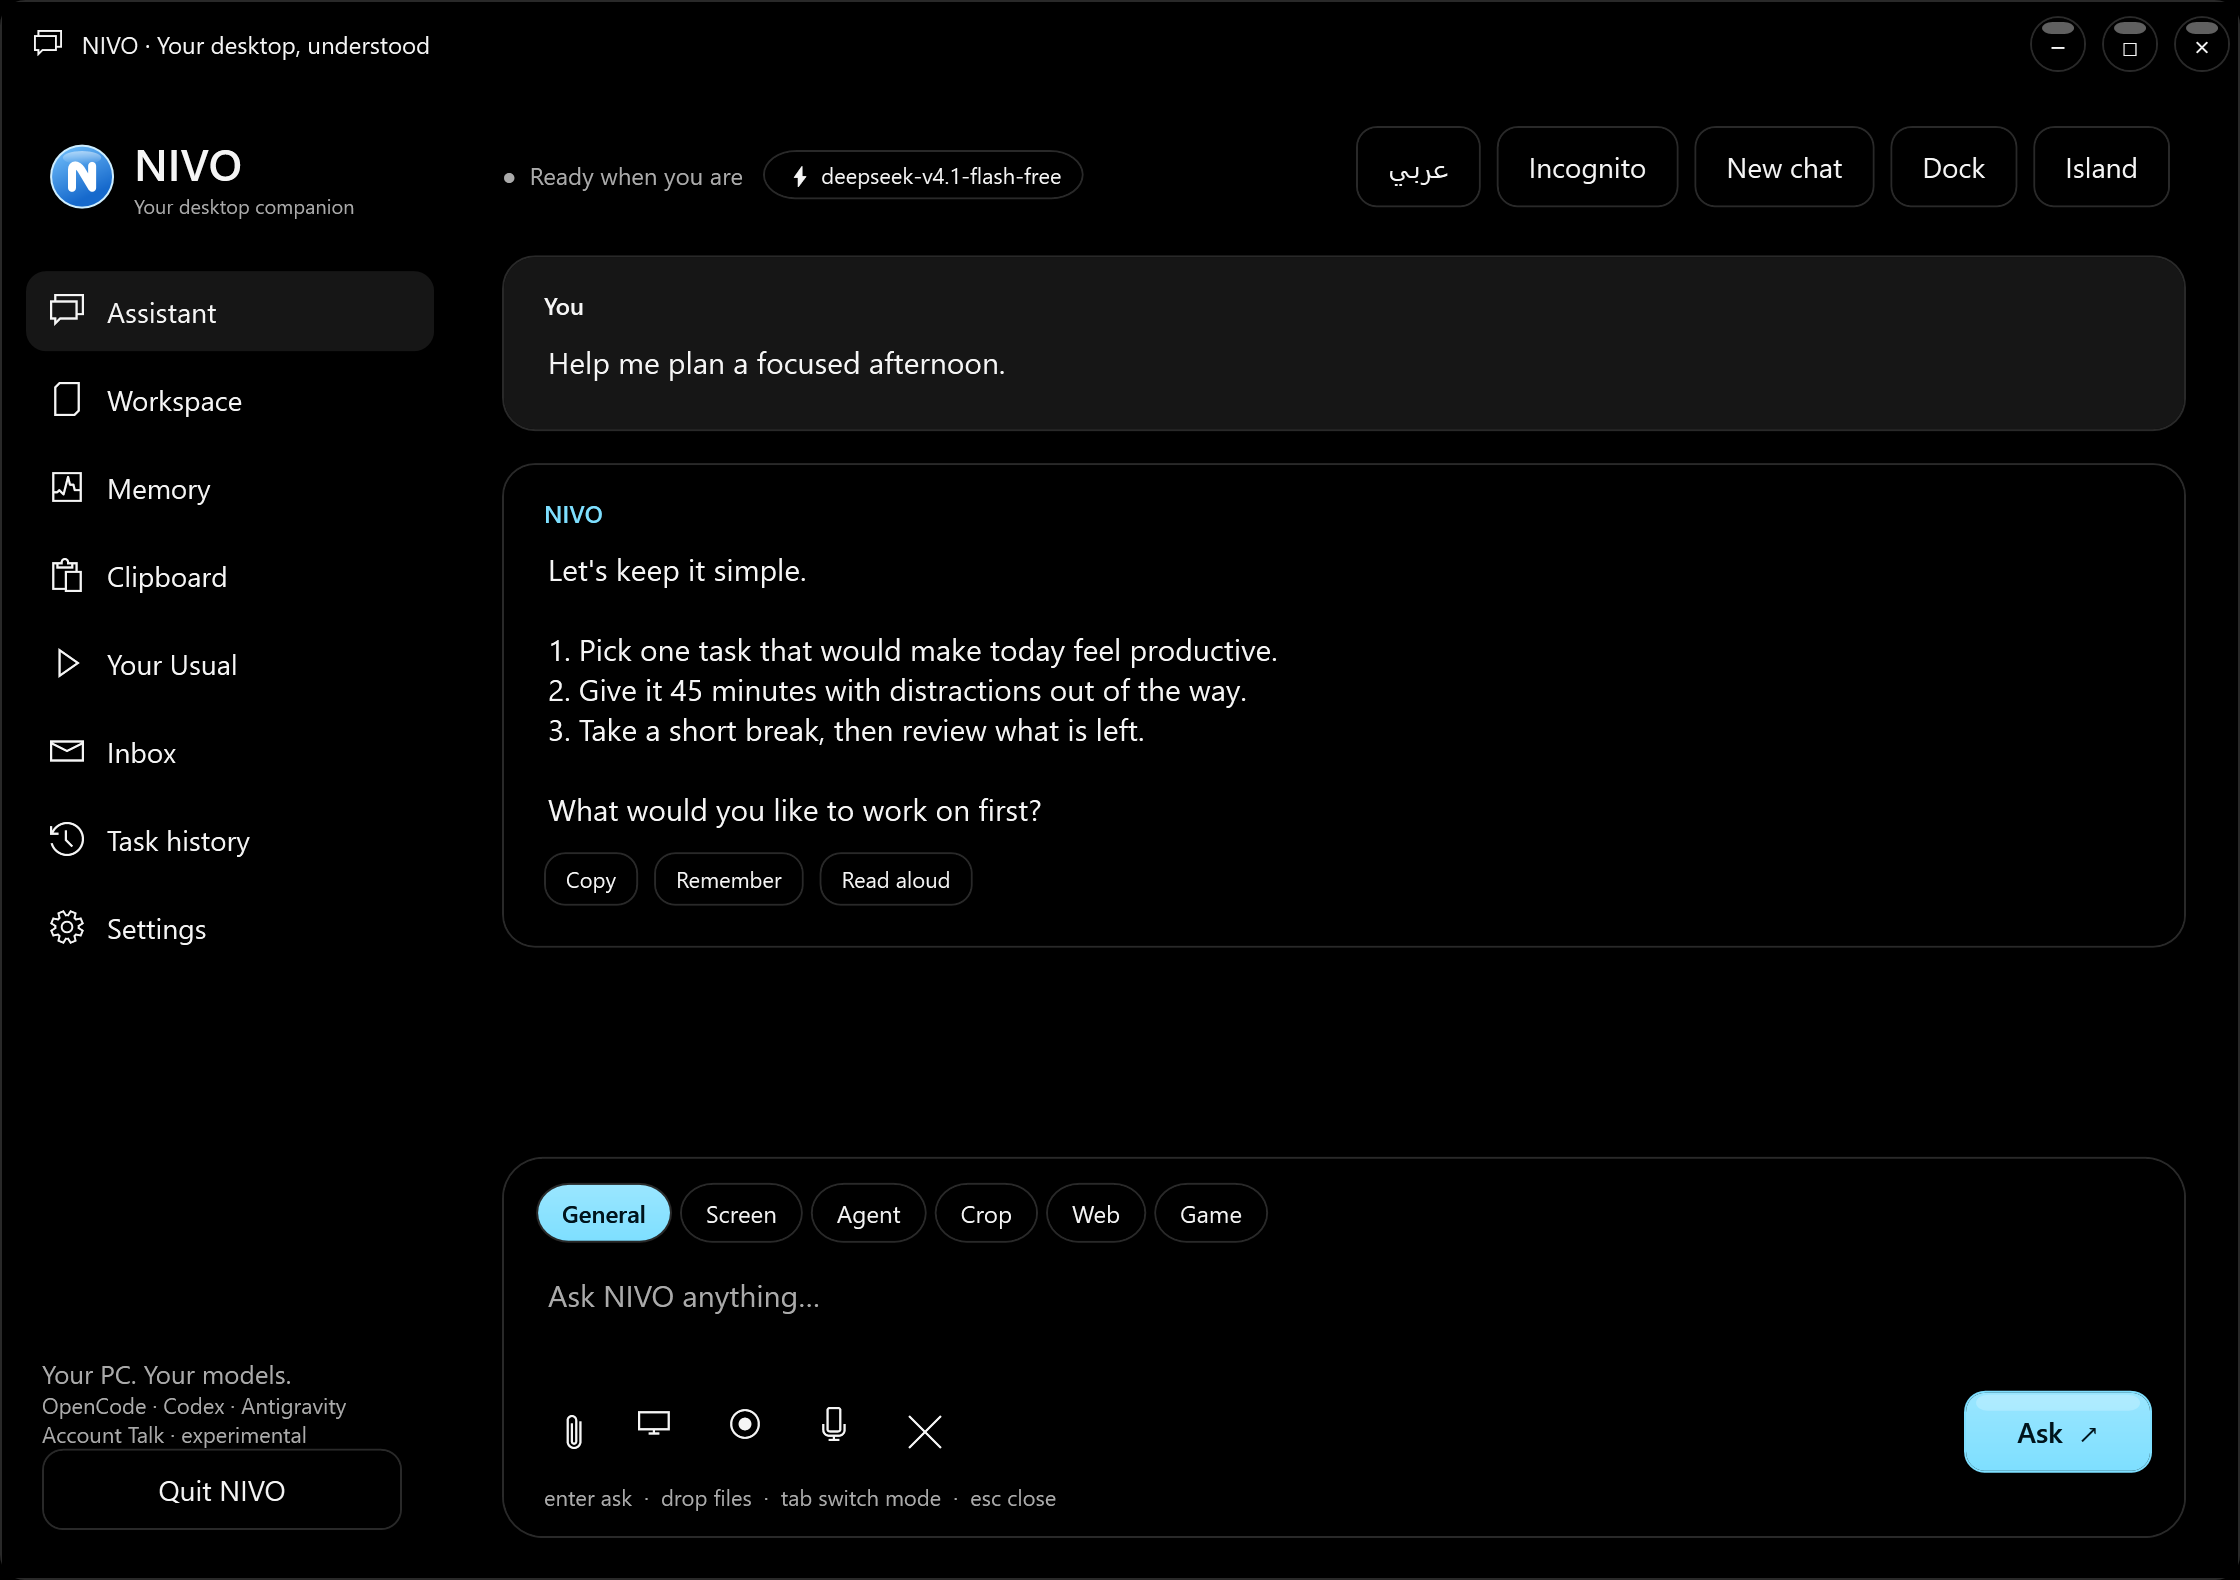 NIVO · Your desktop, understood
NIVO
Your desktop companion
Ready when you are
deepseek-v4.1-flash-free
عربي
Incognito
New chat
Dock
Island
Assistant
Workspace
Memory
Clipboard
Your Usual
Inbox
Task history
Settings
You
Help me plan a focused afternoon.
NIVO
Let's keep it simple.
1. Pick one task that would make today feel productive.
2. Give it 45 minutes with distractions out of the way.
3. Take a short break, then review what is left.
What would you like to work on first?
Copy
Remember
Read aloud
General
Screen
Agent
Crop
Web
Game
Ask NIVO anything...
Ask ↗
enter ask · drop files · tab switch mode · esc close
Your PC. Your models.
OpenCode · Codex · Antigravity
Account Talk · experimental
Quit NIVO